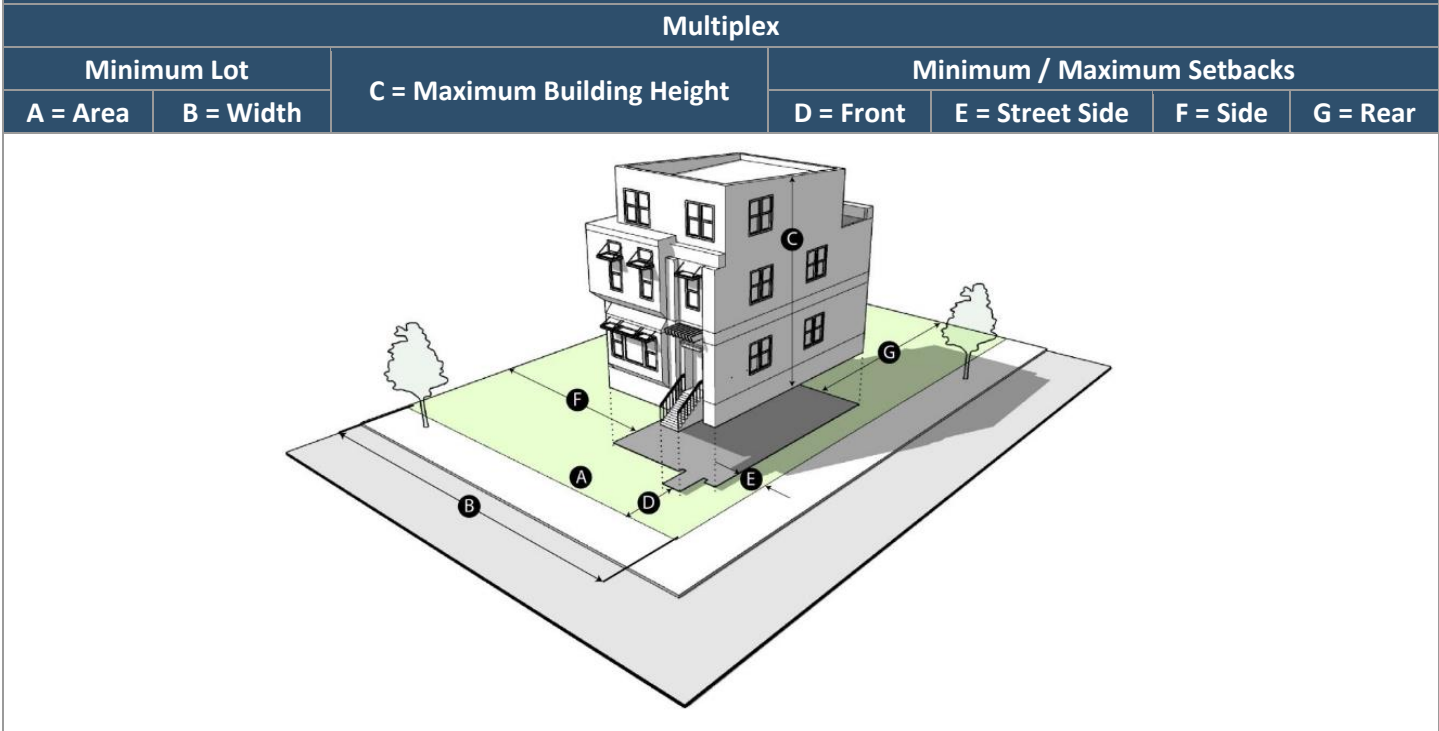 Multiplex
Minimum Lot
C = Maximum Building Height
Minimum / Maximum Setbacks
A = Area
B = Width
D = Front
E = Street Side
F = Side
G = Rear
C
G
F
A
E
D
B